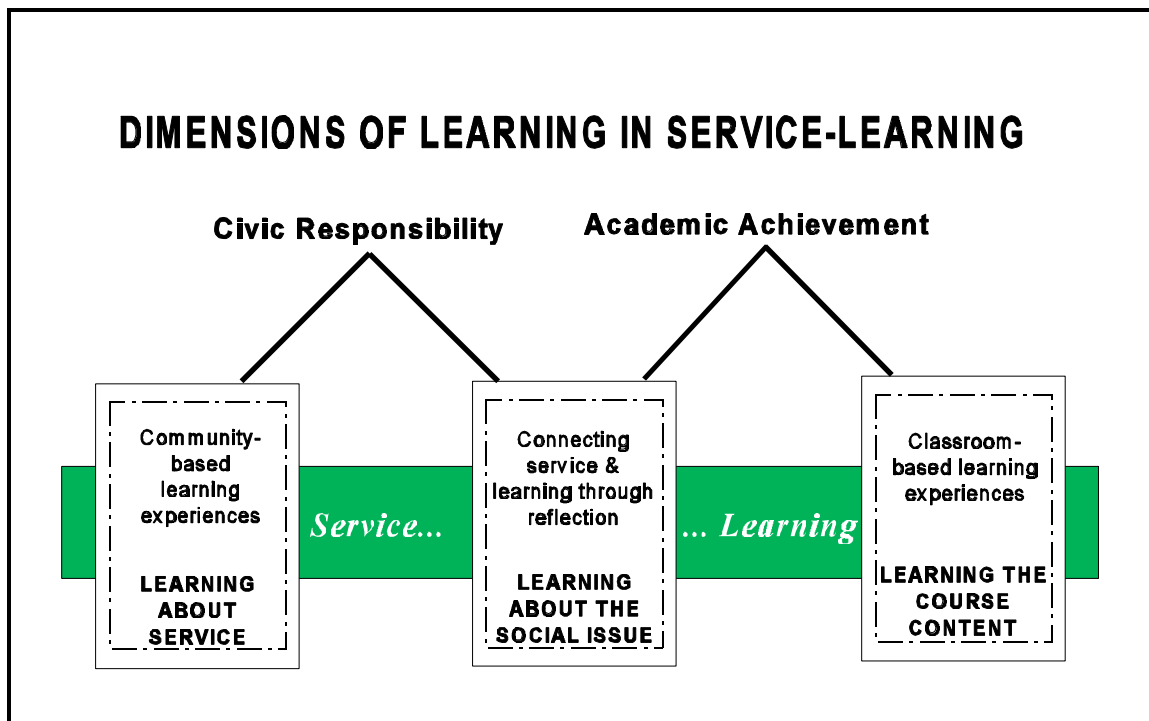 DIMENSIONS OF LEARNING IN SERVICE-LEARNING
Civic Responsibility
Academic Achievement
Community-
based
learning
experiences
LEARNING
ABOUT
SERVICE
Service...
Connecting
service &
learning through
reflection
LEARNING
ABOUT THE
SOCIAL ISSUE
... Learning
Classroom-
based learning
experiences
LEARNING THE
COURSE
CONTENT